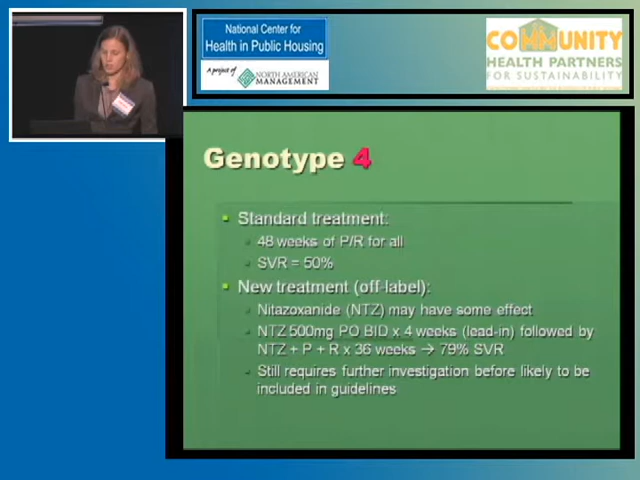 National Center for
Health in Public Housing
A project of
NORTH AMERICAN
MANAGEMENT
COMMUNITY
HEALTH PARTNERS
FOR SUSTAINABILITY
Genotype 4
Standard treatment:
48 weeks of P/R for all
SVR = 50%
New treatment (off-label):
Nitazoxanide (NTZ) may have some effect
NTZ 500mg PO BID x 4 weeks (lead-in) followed by
NTZ + P + R x 36 weeks → 79% SVR
Still requires further investigation before likely to be
included in guidelines